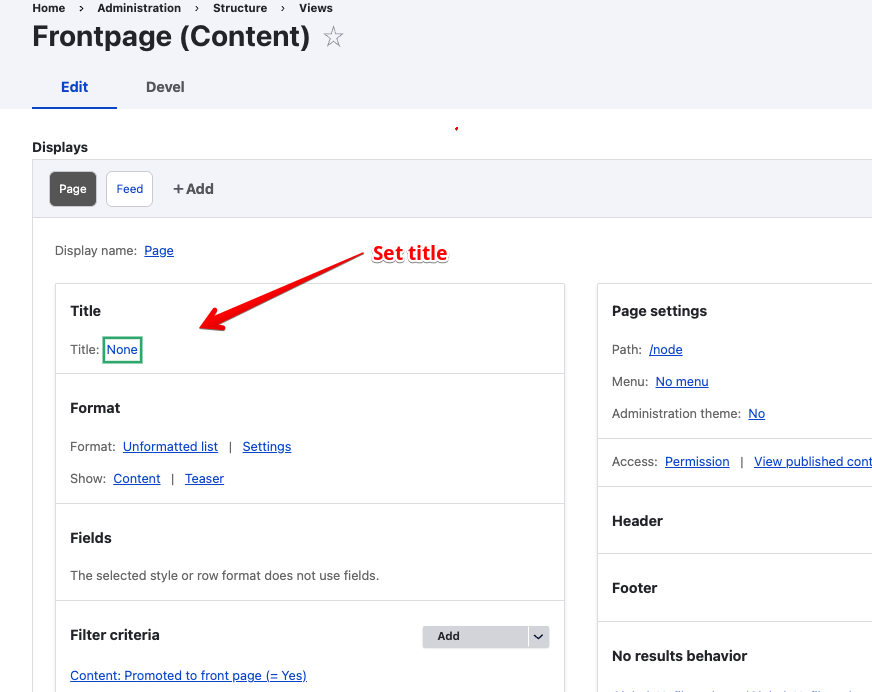 Home › Administration › Structure › Views
Frontpage (Content) ☆
Edit Devel
Displays
Page Feed + Add
Display name: Page
Set title
Title
Title: None
Format
Format: Unformatted list | Settings
Show: Content | Teaser
Fields
The selected style or row format does not use fields.
Filter criteria Add
Content: Promoted to front page (= Yes)
Page settings
Path: /node
Menu: No menu
Administration theme: No
Access: Permission | View published cont
Header
Footer
No results behavior